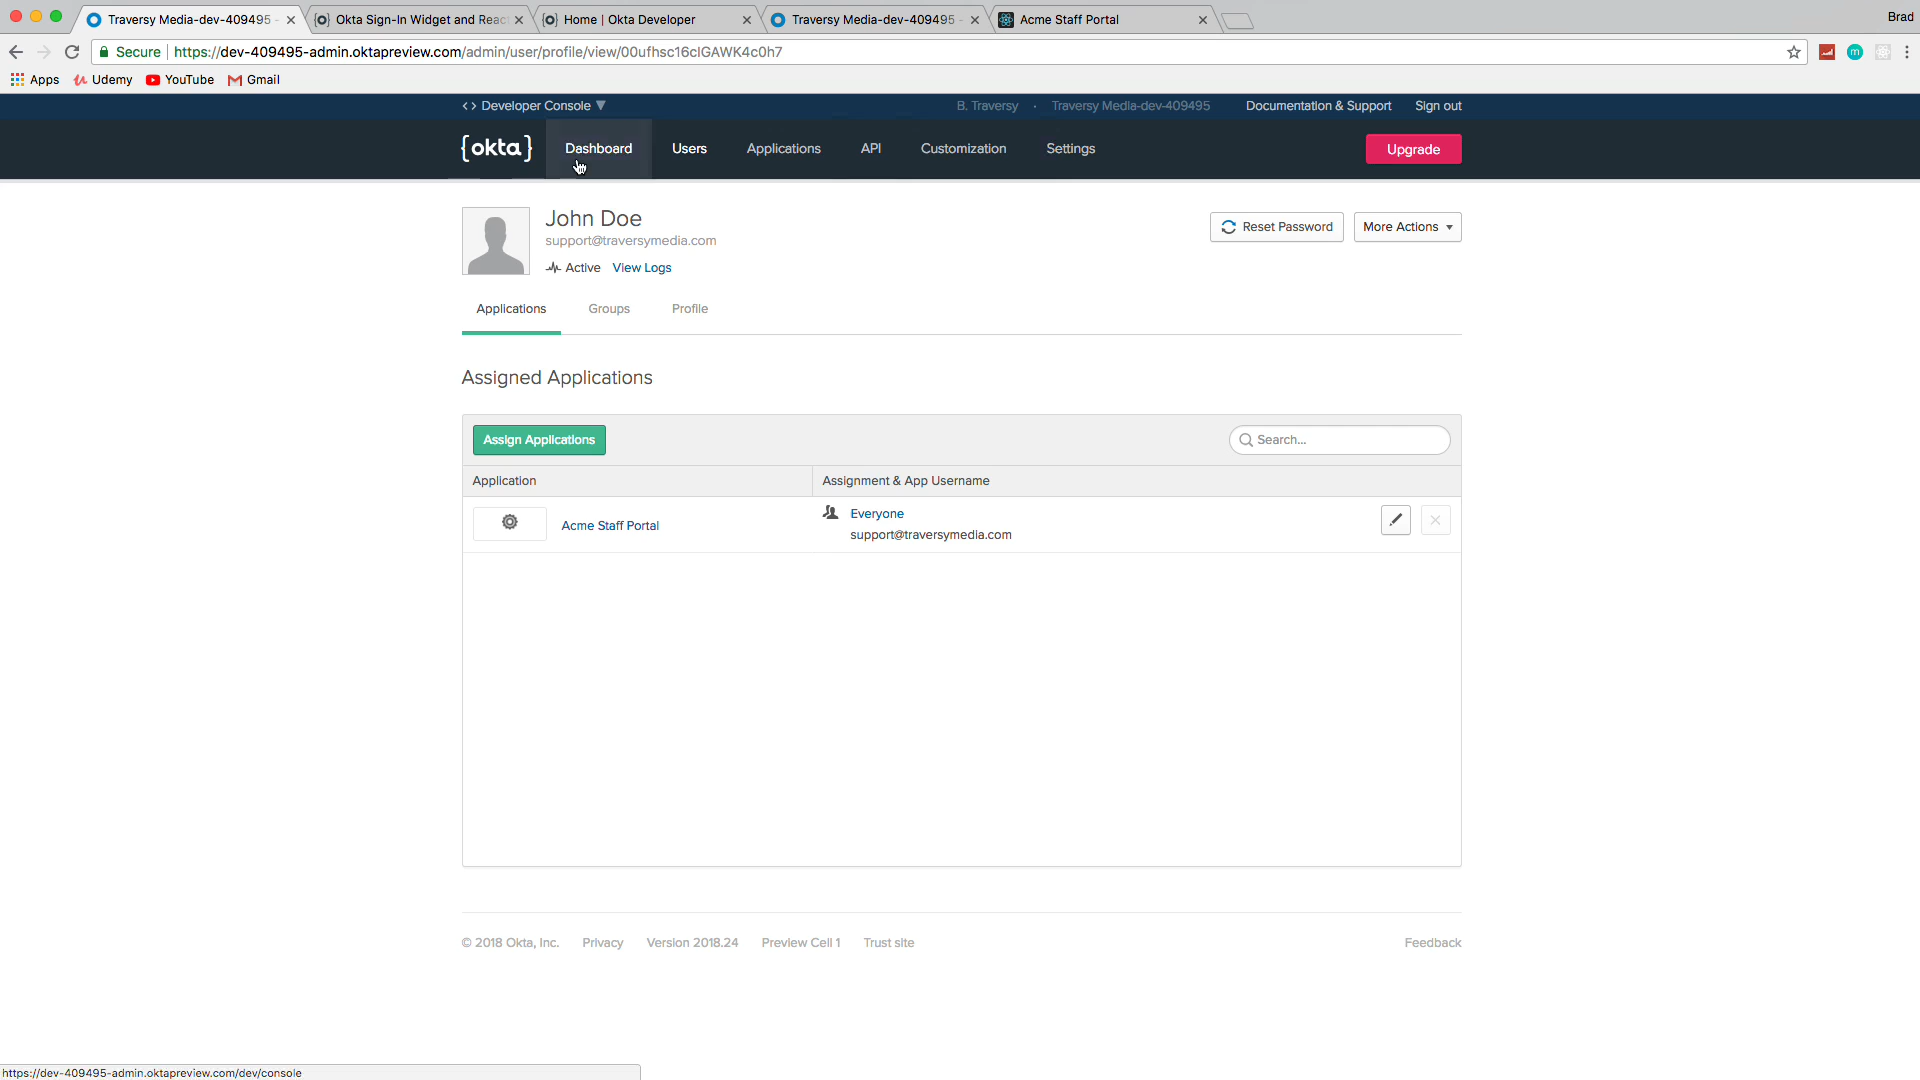 Traversy Media-dev-409495 -
Okta Sign-In Widget and Reac
Home | Okta Developer
Traversy Media-dev-409495 -
Acme Staff Portal
Brad
Secure
https://dev-409495-admin.oktapreview.com/admin/user/profile/view/00ufhsc16clGAWK4c0h7
Apps
Udemy
YouTube
Gmail
<> Developer Console
B. Traversy · Traversy Media-dev-409495
Documentation & Support
Sign out
{okta}
Dashboard
Users
Applications
API
Customization
Settings
Upgrade
John Doe
support@traversymedia.com
Active
View Logs
Reset Password
More Actions
Applications
Groups
Profile
Assigned Applications
Assign Applications
Search...
Application
Assignment & App Username
Acme Staff Portal
Everyone
support@traversymedia.com
© 2018 Okta, Inc.
Privacy
Version 2018.24
Preview Cell 1
Trust site
Feedback
https://dev-409495-admin.oktapreview.com/dev/console